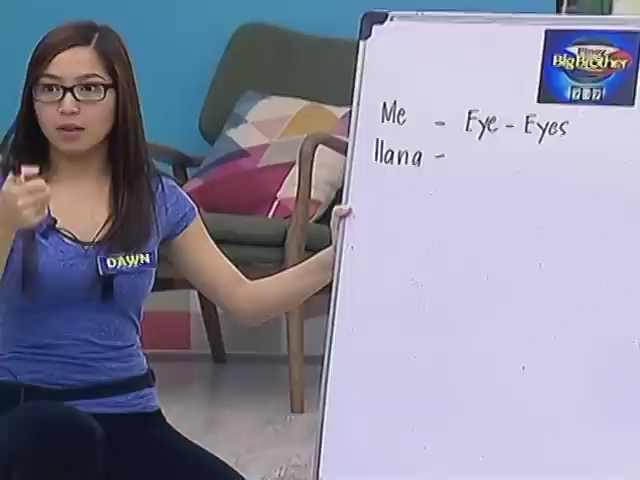 Pinoy
Big Brother
737
Me - Eye - Eyes
Ilana -
DAWN